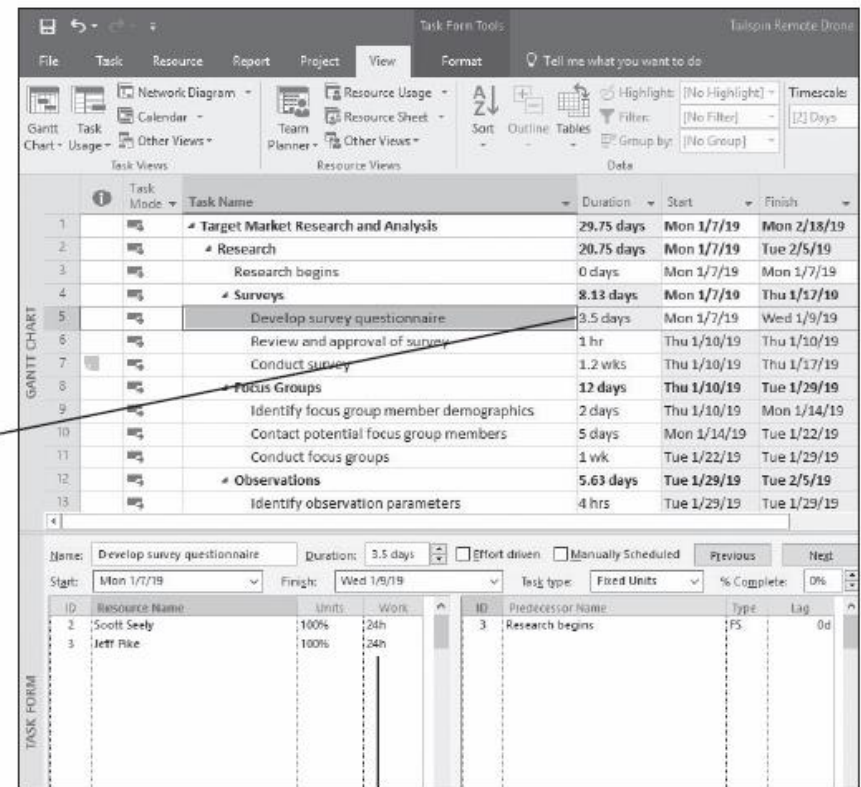 Task Form Tools
Tailspin Remote Drone
File Task Resource Report Project View Format Tell me what you want to do
Gantt Chart
Task Usage
Network Diagram
Calendar
Other Views
Task Views
Team Planner
Resource Usage
Resource Sheet
Other Views
Resource Views
Sort
Outline
Tables
Highlight: [No Highlight]
Filter: [No Filter]
Group by: [No Group]
Data
Timescale:
[2] Days
Task Mode Task Name Duration Start Finish
1 Target Market Research and Analysis 29.75 days Mon 1/7/19 Mon 2/18/19
2 Research 20.75 days Mon 1/7/19 Tue 2/5/19
3 Research begins 0 days Mon 1/7/19 Mon 1/7/19
4 Surveys 8.13 days Mon 1/7/19 Thu 1/17/19
5 Develop survey questionnaire 3.5 days Mon 1/7/19 Wed 1/9/19
6 Review and approval of survey 1 hr Thu 1/10/19 Thu 1/10/19
7 Conduct survey 1.2 wks Thu 1/10/19 Thu 1/17/19
8 Focus Groups 12 days Thu 1/10/19 Tue 1/29/19
9 Identify focus group member demographics 2 days Thu 1/10/19 Mon 1/14/19
10 Contact potential focus group members 5 days Mon 1/14/19 Tue 1/22/19
11 Conduct focus groups 1 wk Tue 1/22/19 Tue 1/29/19
12 Observations 5.63 days Tue 1/29/19 Tue 2/5/19
13 Identify observation parameters 4 hrs Tue 1/29/19 Tue 1/29/19
GANTT CHART
Name: Develop survey questionnaire Duration: 3.5 days Effort driven Manually Scheduled Previous Next
Start: Mon 1/7/19 Finish: Wed 1/9/19 Task type: Fixed Units % Complete: 0%
ID Resource Name Units Work
2 Scott Seely 100% 24h
3 Jeff Pike 100% 24h
ID Predecessor Name Type Lag
3 Research begins FS 0d
TASK FORM